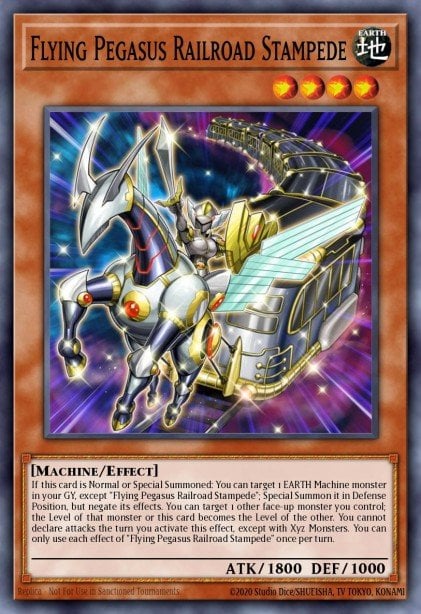 Flying Pegasus Railroad Stampede
EARTH
地
[Machine/Effect]
If this card is Normal or Special Summoned: You can target 1 EARTH Machine monster
in your GY, except "Flying Pegasus Railroad Stampede"; Special Summon it in Defense
Position, but negate its effects. You can target 1 other face-up monster you control;
the Level of that monster or this card becomes the Level of the other. You cannot
declare attacks the turn you activate this effect, except with Xyz Monsters. You can
only use each effect of "Flying Pegasus Railroad Stampede" once per turn.
ATK/1800 DEF/1000
Replica - Not For Use in Sanctioned Tournaments
©2020 Studio Dice/SHUEISHA, TV TOKYO, KONAMI